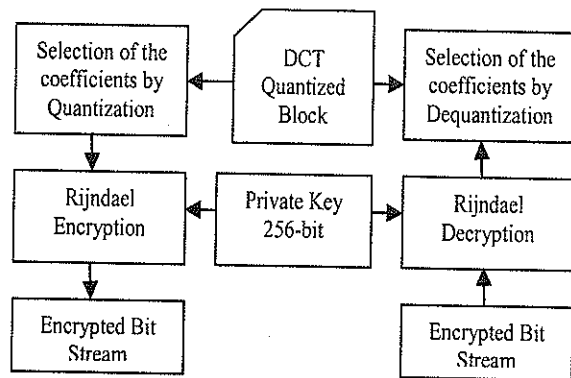 Selection of the
coefficients by
Quantization
DCT
Quantized
Block
Selection of the
coefficients by
Dequantization
Rijndael
Encryption
Private Key
256-bit
Rijndael
Decryption
Encrypted Bit
Stream
Encrypted Bit
Stream